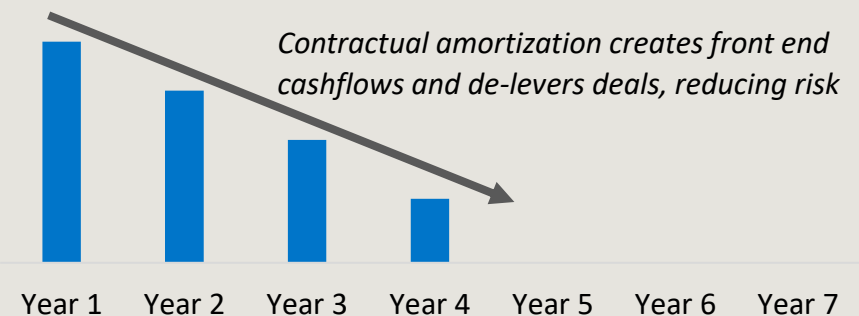 Contractual amortization creates front end
cashflows and de-levers deals, reducing risk
Year 1 Year 2 Year 3 Year 4 Year 5 Year 6 Year 7